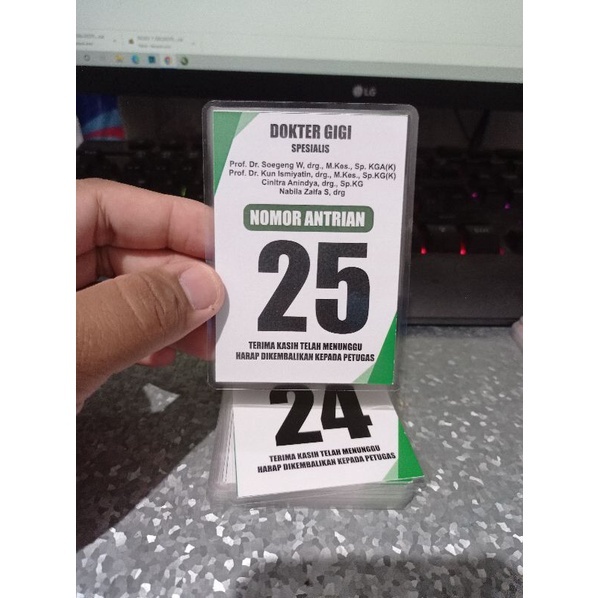 LG
DOKTER GIGI
SPESIALIS
Prof. Dr. Soegeng W, drg., M.Kes., Sp. KGA(K)
Prof. Dr. Kun Ismiyatin, drg., M.Kes., Sp.KG(K)
Cinitra Anindya, drg., Sp.KG
Nabila Zalfa S, drg
NOMOR ANTRIAN
25
TERIMA KASIH TELAH MENUNGGU
HARAP DIKEMBALIKAN KEPADA PETUGAS
24
TERIMA KASIH TELAH MENUNGGU
HARAP DIKEMBALIKAN KEPADA PETUGAS